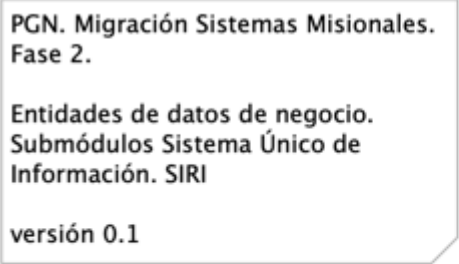 PGN. Migración Sistemas Misionales.
Fase 2.
Entidades de datos de negocio.
Submódulos Sistema Único de
Información. SIRI
versión 0.1